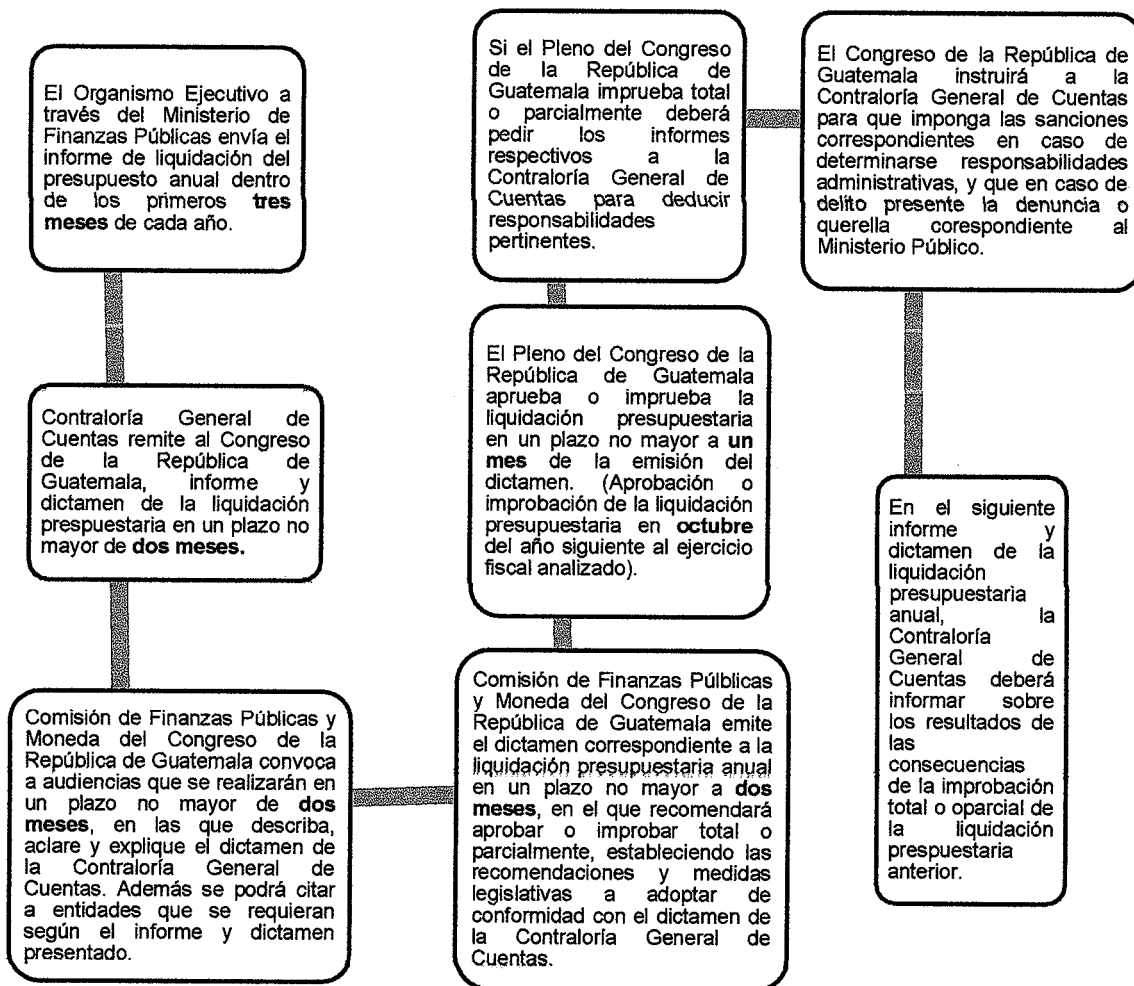 El Organismo Ejecutivo a
través del Ministerio de
Finanzas Públicas envía el
informe de liquidación del
presupuesto anual dentro
de los primeros tres
meses de cada año.
Contraloría General de
Cuentas remite al Congreso
de la República de
Guatemala, informe y
dictamen de la liquidación
prespuestaria en un plazo no
mayor de dos meses.
Comisión de Finanzas Públicas y
Moneda del Congreso de la
República de Guatemala convoca
a audiencias que se realizarán en
un plazo no mayor de dos
meses, en las que describa,
aclare y explique el dictamen de
la Contraloría General de
Cuentas. Además se podrá citar
a entidades que se requieran
según el informe y dictamen
presentado.
Comisión de Finanzas Púlblicas
y Moneda del Congreso de la
República de Guatemala emite
el dictamen correspondiente a la
liquidación presupuestaria anual
en un plazo no mayor a dos
meses, en el que recomendará
aprobar o improbar total o
parcialmente, estableciendo las
recomendaciones y medidas
legislativas a adoptar de
conformidad con el dictamen de
la Contraloría General de
Cuentas.
El Pleno del Congreso de la
República de Guatemala
aprueba o imprueba la
liquidación presupuestaria
en un plazo no mayor a un
mes de la emisión del
dictamen. (Aprobación o
improbación de la liquidación
presupuestaria en octubre
del año siguiente al ejercicio
fiscal analizado).
Si el Pleno del Congreso
de la República de
Guatemala imprueba total
o parcialmente deberá
pedir los informes
respectivos a la
Contraloría General de
Cuentas para deducir
responsabilidades
pertinentes.
El Congreso de la República de
Guatemala instruirá a la
Contraloría General de Cuentas
para que imponga las sanciones
correspondientes en caso de
determinarse responsabilidades
administrativas, y que en caso de
delito presente la denuncia o
querella corespondiente al
Ministerio Público.
En el siguiente
informe y
dictamen de la
liquidación
presupuestaria
anual, la
Contraloría
General de
Cuentas deberá
informar sobre
los resultados de
las
consecuencias
de la improbación
total o oparcial de
la liquidación
prespuestaria
anterior.